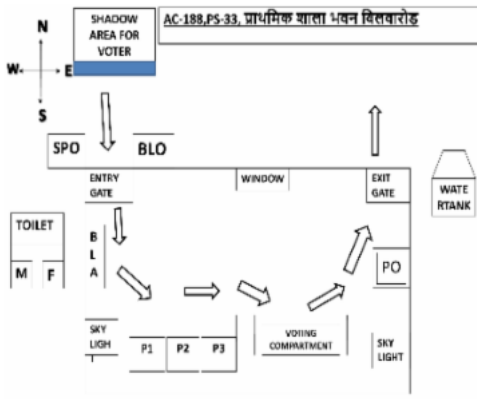 SHADOW
AREA FOR
VOTER
AC-188,PS-33, प्राथमिक शाला भवन बिलवारोड
N
W
E
S
SPO
BLO
ENTRY
GATE
WINDOW
EXIT
GATE
WATE
RTANK
TOILET
M
F
B
L
A
PO
SKY
LIGH
T
P1
P2
P3
VOTING
COMPARTMENT
SKY
LIGHT